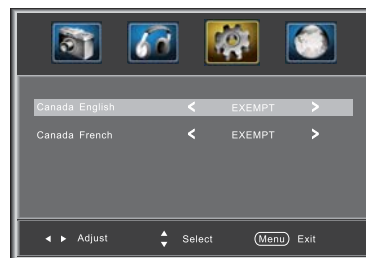 Canada English < EXEMPT >
Canada French < EXEMPT >
Adjust Select Menu Exit